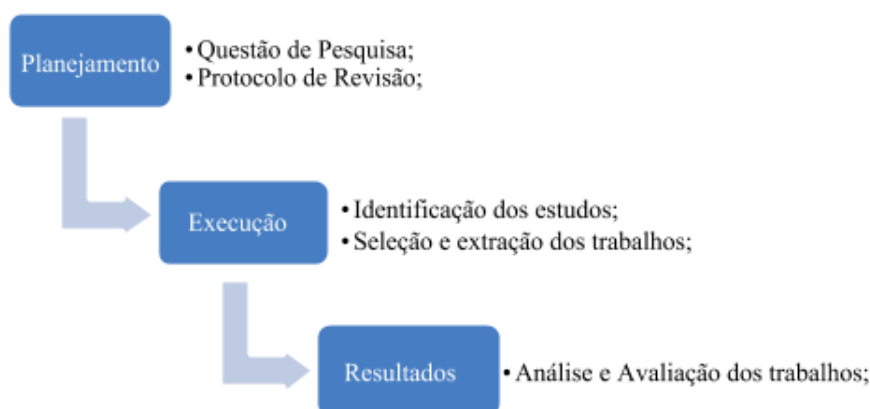 Planejamento
• Questão de Pesquisa;
• Protocolo de Revisão;
Execução
• Identificação dos estudos;
• Seleção e extração dos trabalhos;
Resultados
• Análise e Avaliação dos trabalhos;